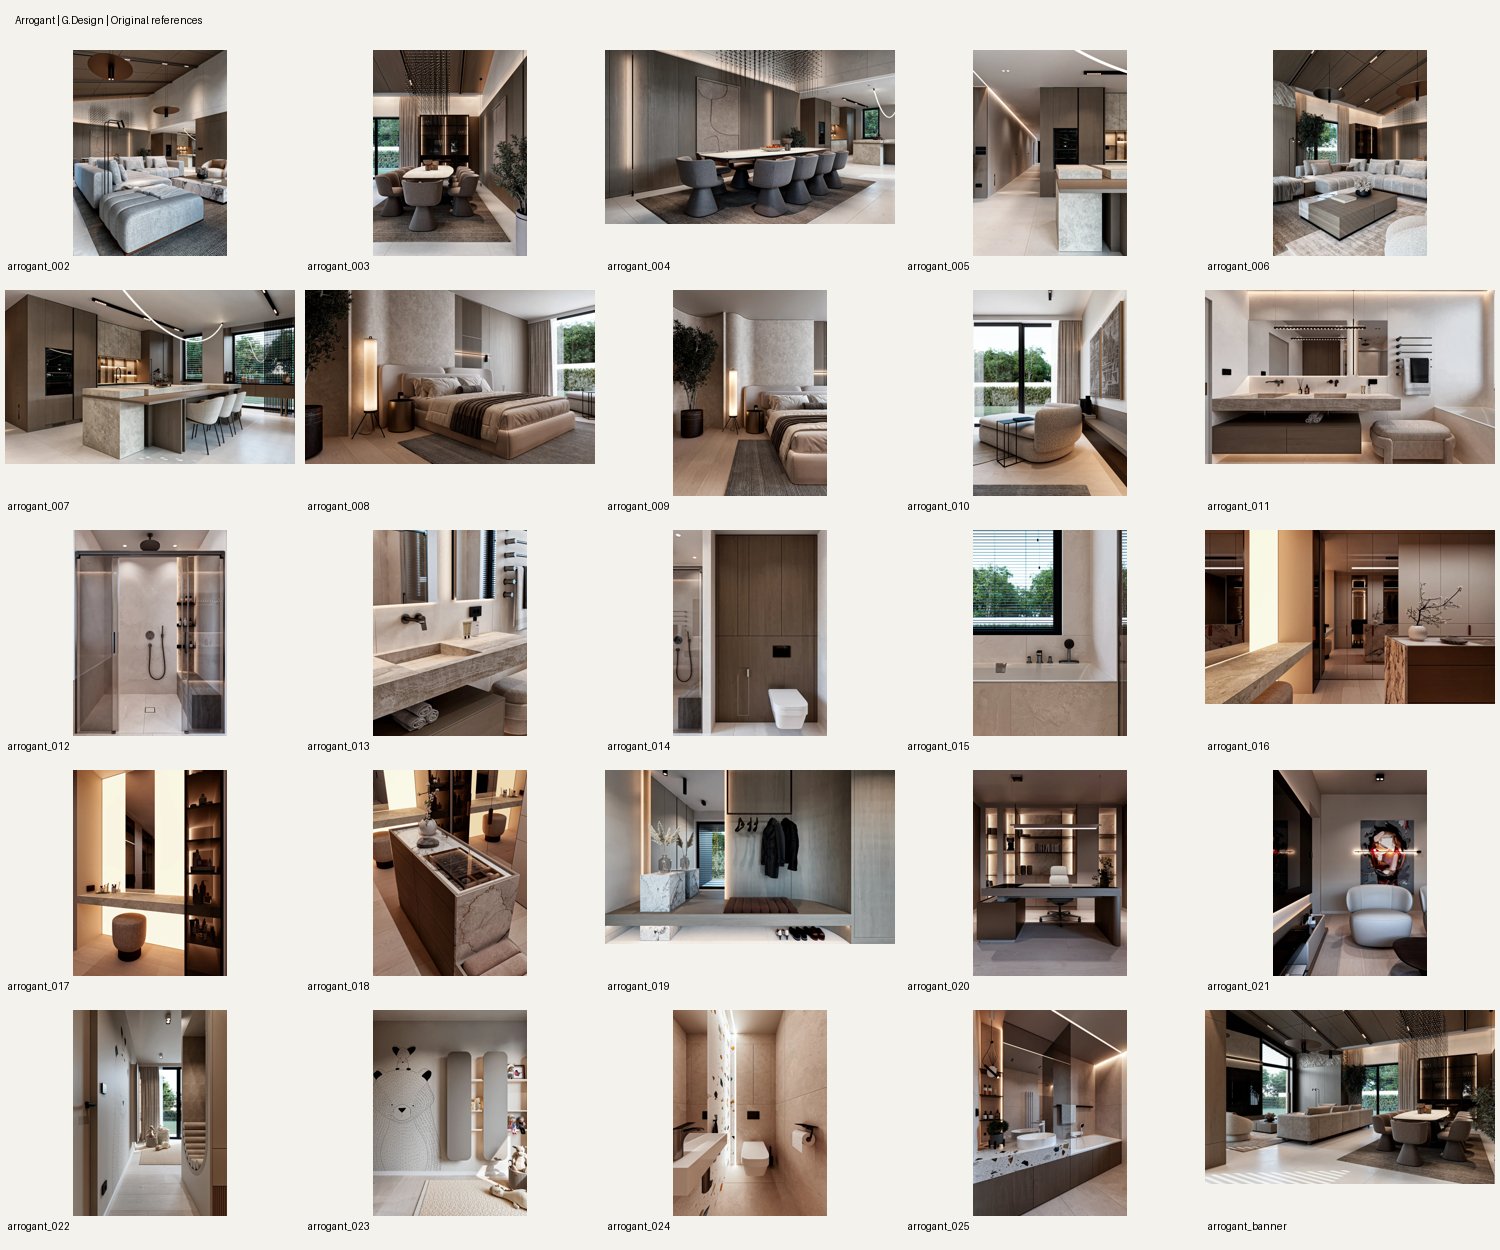 Arrogant | G.Design | Original references
arrogant_002
arrogant_003
arrogant_004
arrogant_005
arrogant_006
arrogant_007
arrogant_008
arrogant_009
arrogant_010
arrogant_011
arrogant_012
arrogant_013
arrogant_014
arrogant_015
arrogant_016
arrogant_017
arrogant_018
arrogant_019
arrogant_020
arrogant_021
arrogant_022
arrogant_023
arrogant_024
arrogant_025
arrogant_banner